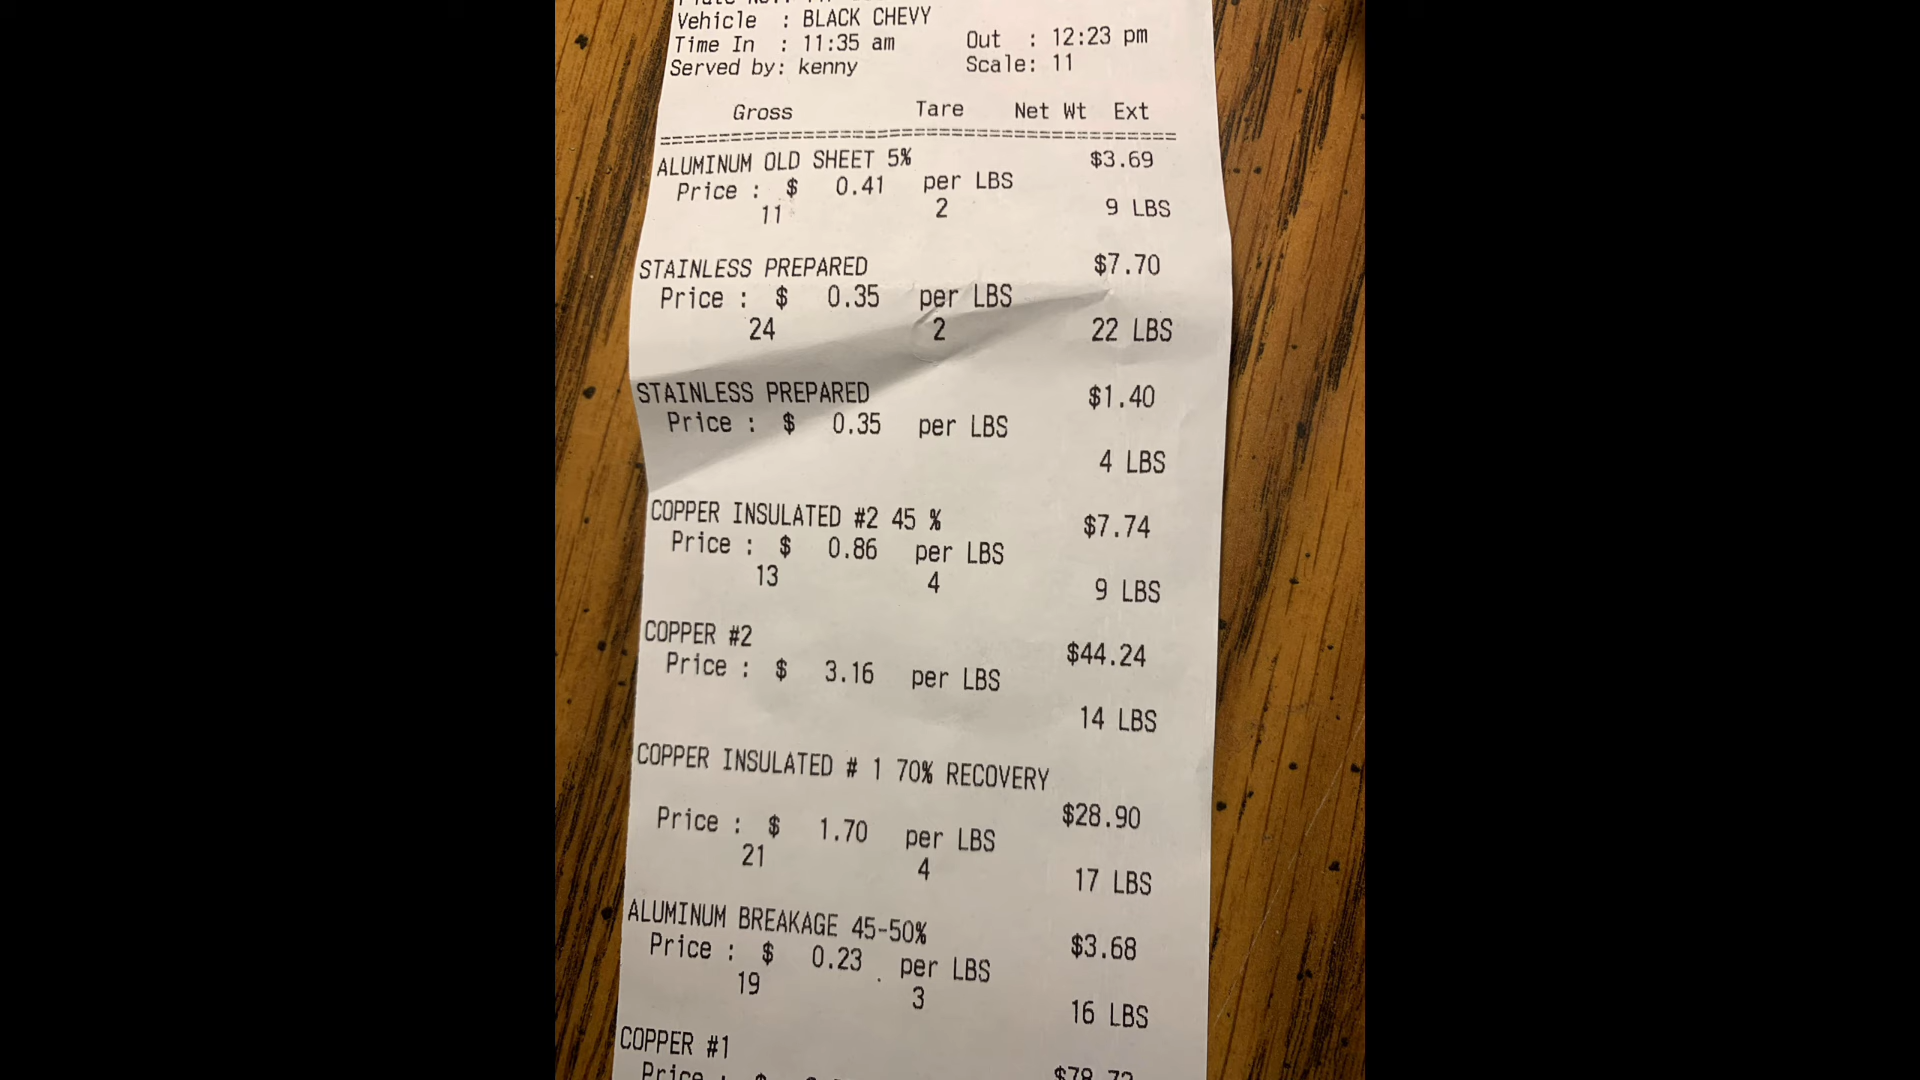 Vehicle : BLACK CHEVY
Time In : 11:35 am Out : 12:23 pm
Served by: kenny Scale: 11
Gross Tare Net Wt Ext
==========================================
ALUMINUM OLD SHEET 5% $3.69
Price : $ 0.41 per LBS
11 2 9 LBS
STAINLESS PREPARED $7.70
Price : $ 0.35 per LBS
24 2 22 LBS
STAINLESS PREPARED $1.40
Price : $ 0.35 per LBS
4 LBS
COPPER INSULATED #2 45 % $7.74
Price : $ 0.86 per LBS
13 4 9 LBS
COPPER #2 $44.24
Price : $ 3.16 per LBS
14 LBS
COPPER INSULATED # 1 70% RECOVERY
$28.90
Price : $ 1.70 per LBS
21 4 17 LBS
ALUMINUM BREAKAGE 45-50% $3.68
Price : $ 0.23 per LBS
19 3 16 LBS
COPPER #1
Price : $